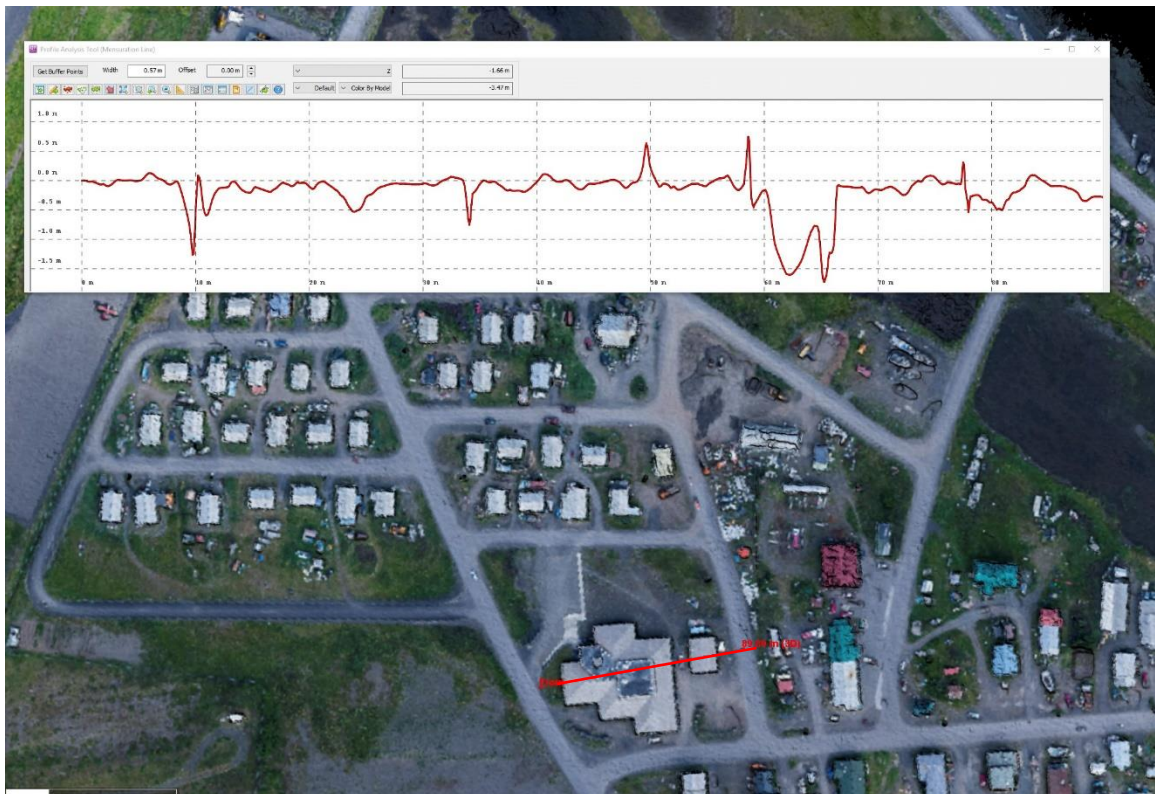 Profile Analysis Tool (Mensuration Line)
Get Buffer Points Width 0.57 m Offset 0.00 m Z -1.66 m
Default Color By Model -3.47 m
1.0 m
0.5 m
0.0 m
-0.5 m
-1.0 m
-1.5 m
0 m 10 m 20 m 30 m 40 m 50 m 60 m 70 m 80 m